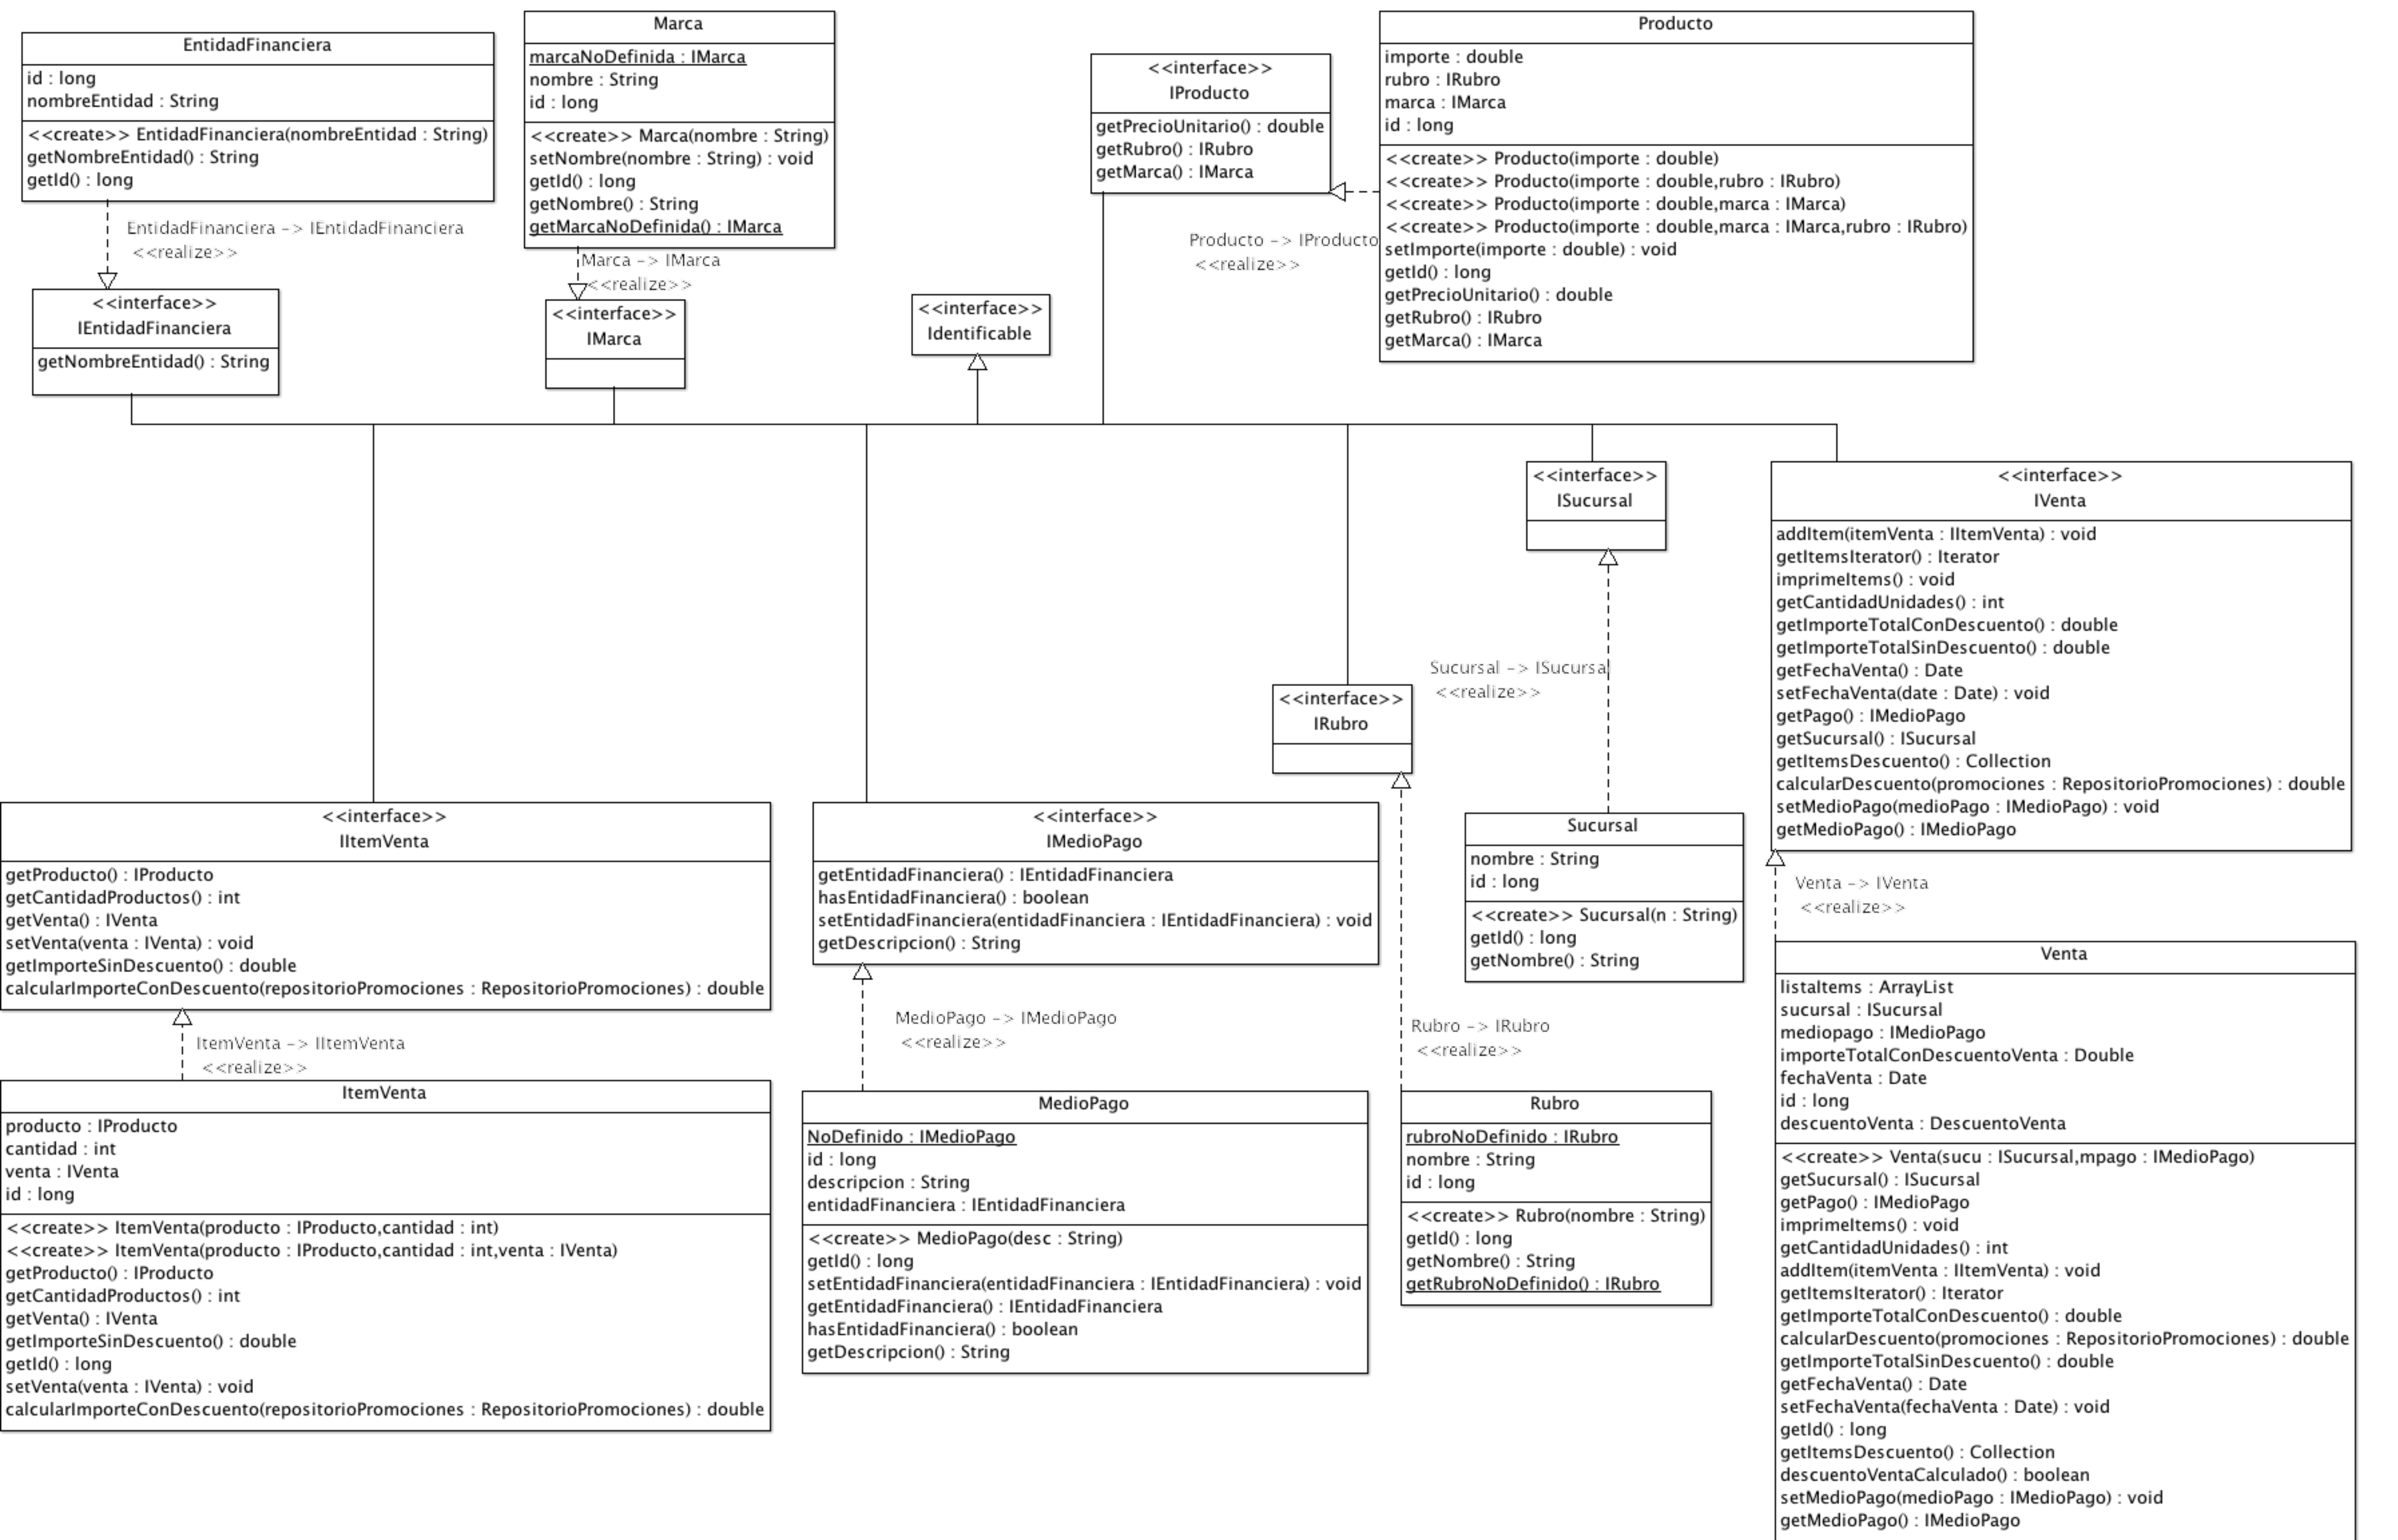 EntidadFinanciera
id : long
nombreEntidad : String
<<create>> EntidadFinanciera(nombreEntidad : String)
getNombreEntidad() : String
getId() : long
EntidadFinanciera -> IEntidadFinanciera
<<realize>>
<<interface>>
IEntidadFinanciera
getNombreEntidad() : String
Marca
marcaNoDefinida : IMarca
nombre : String
id : long
<<create>> Marca(nombre : String)
setNombre(nombre : String) : void
getId() : long
getNombre() : String
getMarcaNoDefinida() : IMarca
Marca -> IMarca
<<realize>>
<<interface>>
IMarca
<<interface>>
Identificable
<<interface>>
IProducto
getPrecioUnitario() : double
getRubro() : IRubro
getMarca() : IMarca
Producto -> IProducto
<<realize>>
Producto
importe : double
rubro : IRubro
marca : IMarca
id : long
<<create>> Producto(importe : double)
<<create>> Producto(importe : double,rubro : IRubro)
<<create>> Producto(importe : double,marca : IMarca)
<<create>> Producto(importe : double,marca : IMarca,rubro : IRubro)
setImporte(importe : double) : void
getId() : long
getPrecioUnitario() : double
getRubro() : IRubro
getMarca() : IMarca
<<interface>>
ISucursal
Sucursal -> ISucursal
<<realize>>
<<interface>>
IVenta
addItem(itemVenta : IItemVenta) : void
getItemsIterator() : Iterator
imprimeItems() : void
getCantidadUnidades() : int
getImporteTotalConDescuento() : double
getImporteTotalSinDescuento() : double
getFechaVenta() : Date
setFechaVenta(date : Date) : void
getPago() : IMedioPago
getSucursal() : ISucursal
getItemsDescuento() : Collection
calcularDescuento(promociones : RepositorioPromociones) : double
setMedioPago(medioPago : IMedioPago) : void
getMedioPago() : IMedioPago
<<interface>>
IRubro
<<interface>>
IItemVenta
getProducto() : IProducto
getCantidadProductos() : int
getVenta() : IVenta
setVenta(venta : IVenta) : void
getImporteSinDescuento() : double
calcularImporteConDescuento(repositorioPromociones : RepositorioPromociones) : double
ItemVenta -> IItemVenta
<<realize>>
<<interface>>
IMedioPago
getEntidadFinanciera() : IEntidadFinanciera
hasEntidadFinanciera() : boolean
setEntidadFinanciera(entidadFinanciera : IEntidadFinanciera) : void
getDescripcion() : String
MedioPago -> IMedioPago
<<realize>>
Sucursal
nombre : String
id : long
<<create>> Sucursal(n : String)
getId() : long
getNombre() : String
Rubro -> IRubro
<<realize>>
Venta -> IVenta
<<realize>>
ItemVenta
producto : IProducto
cantidad : int
venta : IVenta
id : long
<<create>> ItemVenta(producto : IProducto,cantidad : int)
<<create>> ItemVenta(producto : IProducto,cantidad : int,venta : IVenta)
getProducto() : IProducto
getCantidadProductos() : int
getVenta() : IVenta
getImporteSinDescuento() : double
getId() : long
setVenta(venta : IVenta) : void
calcularImporteConDescuento(repositorioPromociones : RepositorioPromociones) : double
MedioPago
NoDefinido : IMedioPago
id : long
descripcion : String
entidadFinanciera : IEntidadFinanciera
<<create>> MedioPago(desc : String)
getId() : long
setEntidadFinanciera(entidadFinanciera : IEntidadFinanciera) : void
getEntidadFinanciera() : IEntidadFinanciera
hasEntidadFinanciera() : boolean
getDescripcion() : String
Rubro
rubroNoDefinido : IRubro
nombre : String
id : long
<<create>> Rubro(nombre : String)
getId() : long
getNombre() : String
getRubroNoDefinido() : IRubro
Venta
listaItems : ArrayList
sucursal : ISucursal
mediopago : IMedioPago
importeTotalConDescuentoVenta : Double
fechaVenta : Date
id : long
descuentoVenta : DescuentoVenta
<<create>> Venta(sucu : ISucursal,mpago : IMedioPago)
getSucursal() : ISucursal
getPago() : IMedioPago
imprimeItems() : void
getCantidadUnidades() : int
addItem(itemVenta : IItemVenta) : void
getItemsIterator() : Iterator
getImporteTotalConDescuento() : double
calcularDescuento(promociones : RepositorioPromociones) : double
getImporteTotalSinDescuento() : double
getFechaVenta() : Date
setFechaVenta(fechaVenta : Date) : void
getId() : long
getItemsDescuento() : Collection
descuentoVentaCalculado() : boolean
setMedioPago(medioPago : IMedioPago) : void
getMedioPago() : IMedioPago